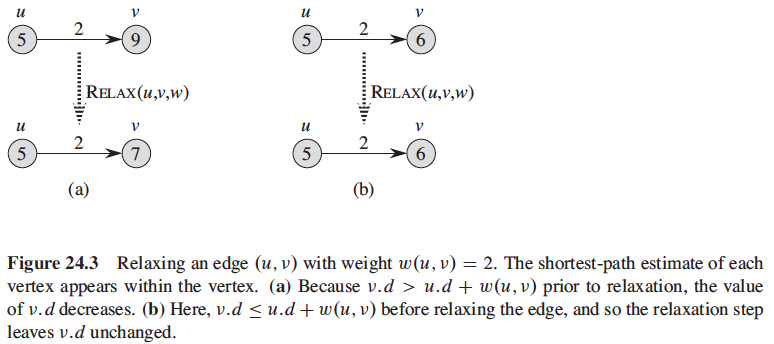 u v u v
2 2
5 9 5 6
RELAX(u,v,w) RELAX(u,v,w)
u v u v
2 2
5 7 5 6
(a) (b)
Figure 24.3 Relaxing an edge (u, v) with weight w(u, v) = 2. The shortest-path estimate of each
vertex appears within the vertex. (a) Because v.d > u.d + w(u, v) prior to relaxation, the value
of v.d decreases. (b) Here, v.d ≤ u.d + w(u, v) before relaxing the edge, and so the relaxation step
leaves v.d unchanged.